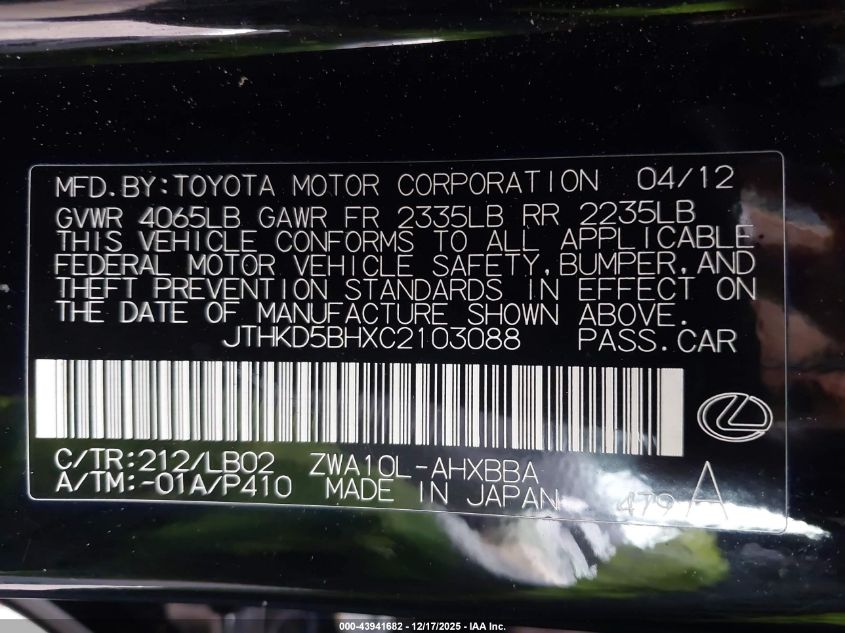 MFD. BY: TOYOTA MOTOR CORPORATION 04/12
GVWR 4065LB GAWR FR 2335LB RR 2235LB
THIS VEHICLE CONFORMS TO ALL APPLICABLE
FEDERAL MOTOR VEHICLE SAFETY, BUMPER, AND
THEFT PREVENTION STANDARDS IN EFFECT ON
THE DATE OF MANUFACTURE SHOWN ABOVE.
JTHKD5BHXC2103088 PASS. CAR
C/TR:212/LB02 ZWA10L-AHXBBA
A/TM:-01A/P410 MADE IN JAPAN 479 A
000-43941682 - 12/17/2025 - IAA Inc.